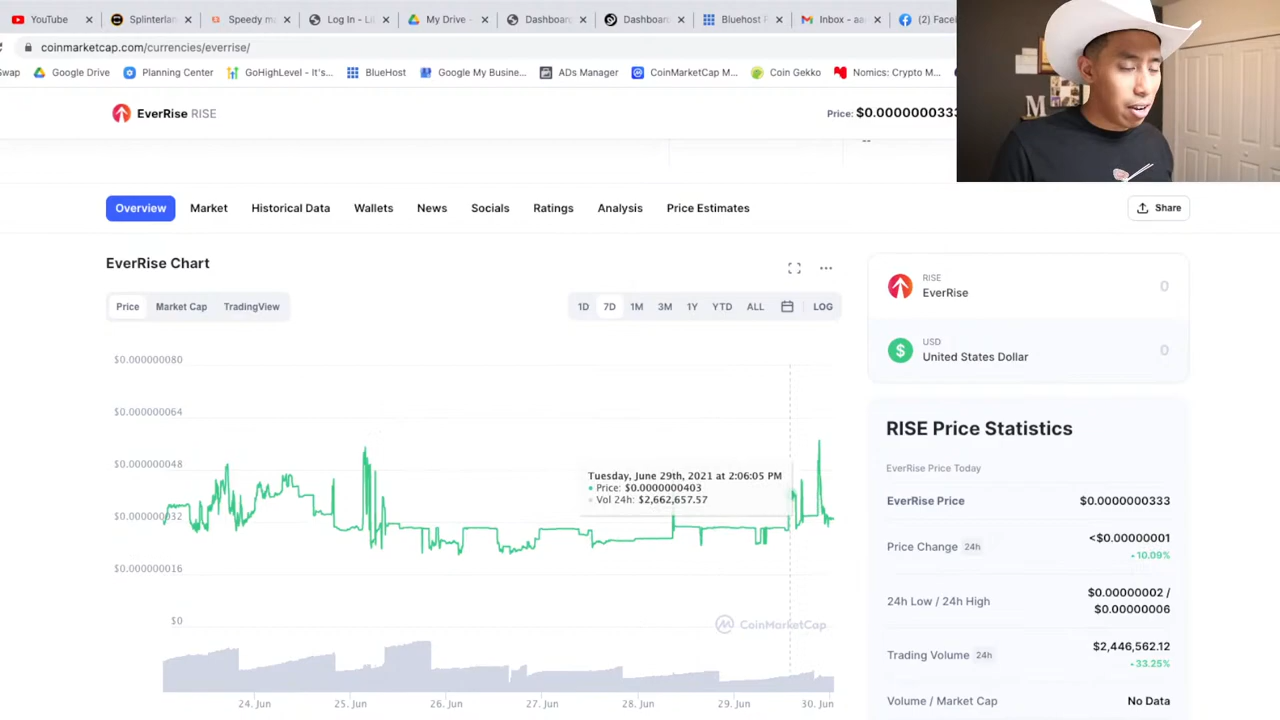 YouTube
Splinterlan
Speedy m
Log In - Li
My Drive -
Dashboard
Dashboar
Bluehost P
Inbox - aa
(2) Face
coinmarketcap.com/currencies/everrise/
Swap
Google Drive
Planning Center
GoHighLevel - It's...
BlueHost
Google My Busine...
ADs Manager
CoinMarketCap M...
Coin Gekko
Nomics: Crypto M...
EverRise RISE
Price: $0.0000000333
--
M
Overview
Market
Historical Data
Wallets
News
Socials
Ratings
Analysis
Price Estimates
Share
EverRise Chart
Price
Market Cap
TradingView
1D
7D
1M
3M
1Y
YTD
ALL
LOG
RISE
EverRise
0
USD
United States Dollar
0
$0.000000080
$0.000000064
$0.000000048
$0.000000032
$0.000000016
$0
Tuesday, June 29th, 2021 at 2:06:05 PM
Price: $0.0000000403
Vol 24h: $2,662,657.57
CoinMarketCap
24. Jun
25. Jun
26. Jun
27. Jun
28. Jun
29. Jun
30. Jun
RISE Price Statistics
EverRise Price Today
EverRise Price
$0.0000000333
Price Change 24h
<$0.00000001
10.09%
24h Low / 24h High
$0.00000002 /
$0.00000006
Trading Volume 24h
$2,446,562.12
33.25%
Volume / Market Cap
No Data